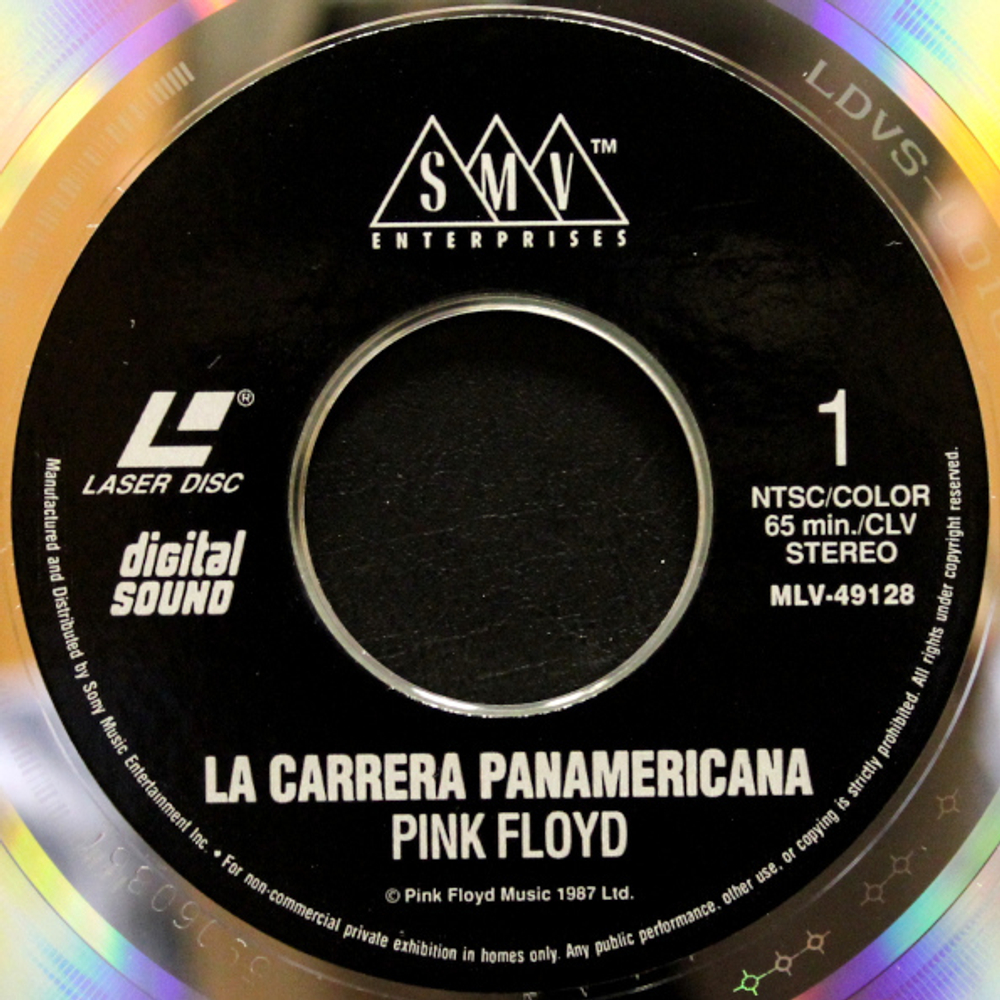 SMV™
ENTERPRISES
LDVS-
®
LASER DISC
digital
SOUND
1
NTSC/COLOR
65 min./CLV
STEREO
MLV-49128
LA CARRERA PANAMERICANA
PINK FLOYD
© Pink Floyd Music 1987 Ltd.
Manufactured and Distributed by Sony Music Entertainment Inc. • For non-commercial private exhibition in homes only. Any public performance, other use, or copying is strictly prohibited. All rights under copyright reserved.